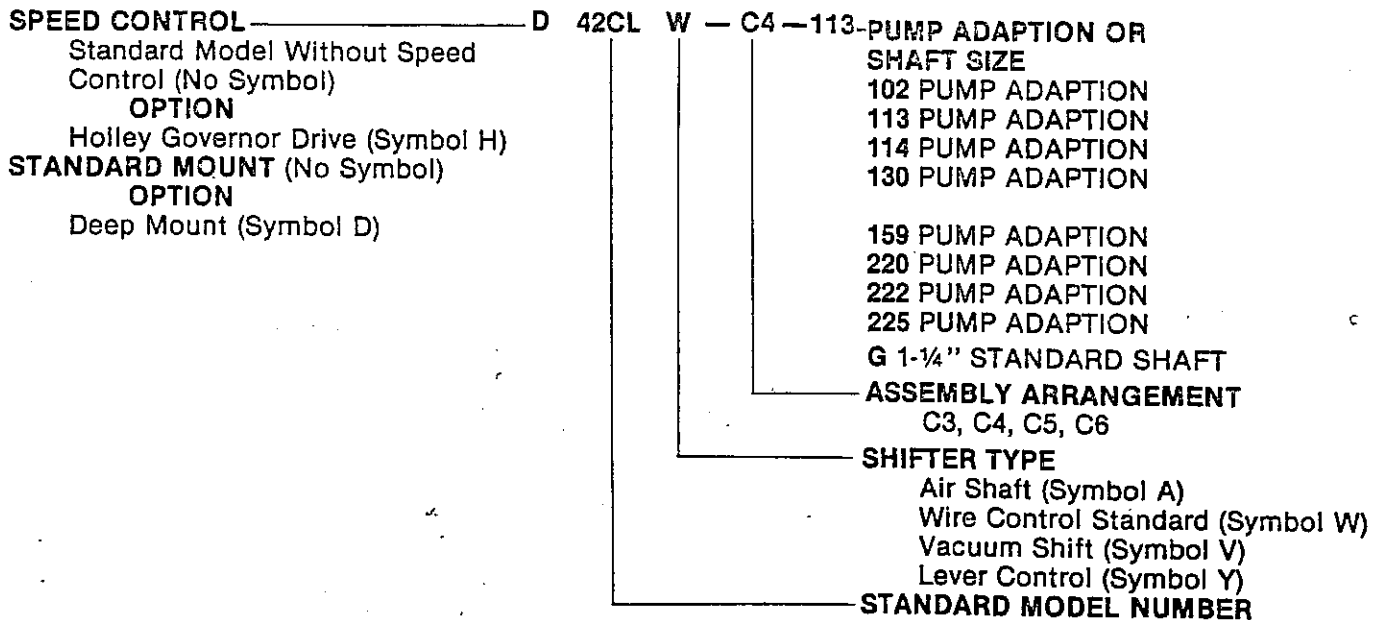 SPEED CONTROL D 42CL W — C4 — 113- PUMP ADAPTION OR
SHAFT SIZE
Standard Model Without Speed
Control (No Symbol)
OPTION
Holley Governor Drive (Symbol H)
STANDARD MOUNT (No Symbol)
OPTION
Deep Mount (Symbol D)
102 PUMP ADAPTION
113 PUMP ADAPTION
114 PUMP ADAPTION
130 PUMP ADAPTION
159 PUMP ADAPTION
220 PUMP ADAPTION
222 PUMP ADAPTION
225 PUMP ADAPTION
G 1-¼" STANDARD SHAFT
ASSEMBLY ARRANGEMENT
C3, C4, C5, C6
SHIFTER TYPE
Air Shaft (Symbol A)
Wire Control Standard (Symbol W)
Vacuum Shift (Symbol V)
Lever Control (Symbol Y)
STANDARD MODEL NUMBER